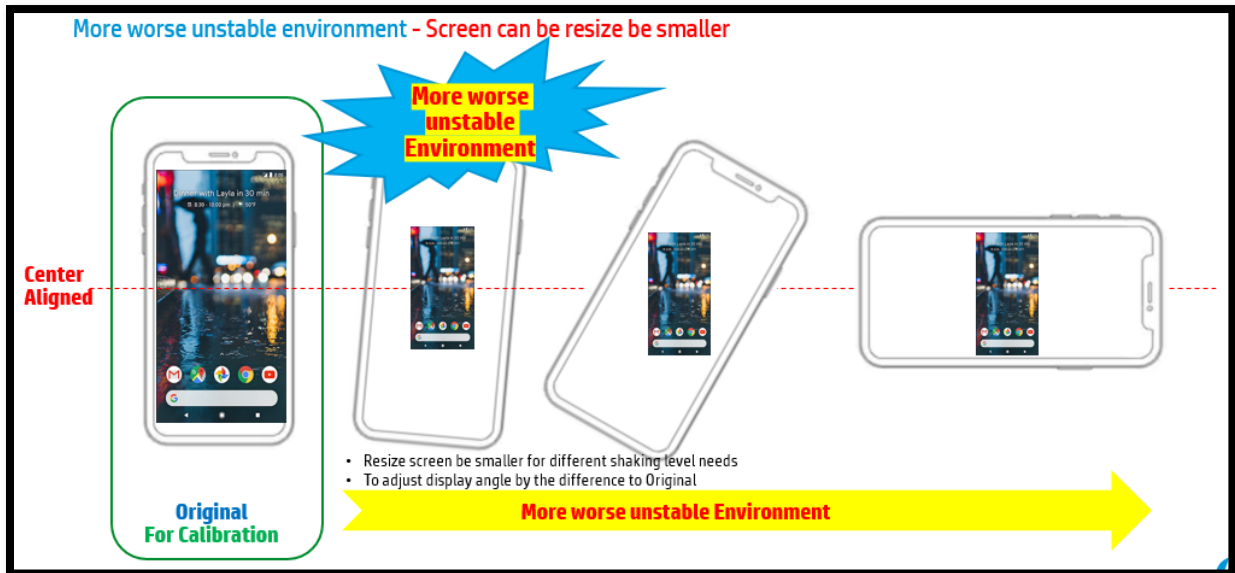 More worse unstable environment - Screen can be resize be smaller
More worse
unstable
Environment
Dinner with Layla in 30 min
Center
Aligned
G
• Resize screen be smaller for different shaking level needs
• To adjust display angle by the difference to Original
Original
For Calibration
More worse unstable Environment